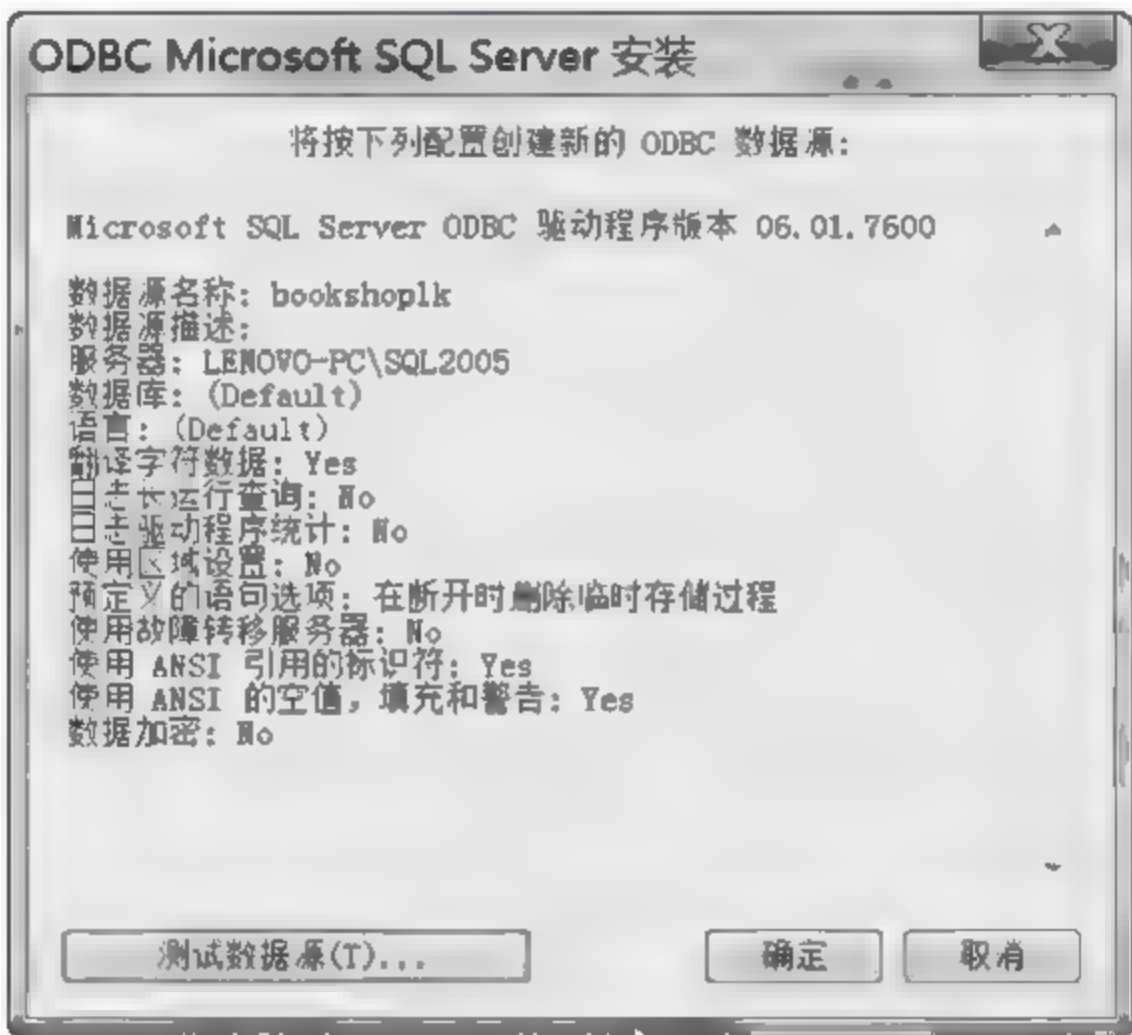 ODBC Microsoft SQL Server 安装
将按下列配置创建新的 ODBC 数据源:
Microsoft SQL Server ODBC 驱动程序版本 06.01.7600
数据源名称: bookshoplk
数据源描述:
服务器: LENOVO-PC\SQL2005
数据库: (Default)
语言: (Default)
翻译字符数据: Yes
日志长运行查询: No
日志驱动程序统计: No
使用区域设置: No
预定义的语句选项: 在断开时删除临时存储过程
使用故障转移服务器: No
使用 ANSI 引用的标识符: Yes
使用 ANSI 的空值, 填充和警告: Yes
数据加密: No
测试数据源(T)...
确定
取消